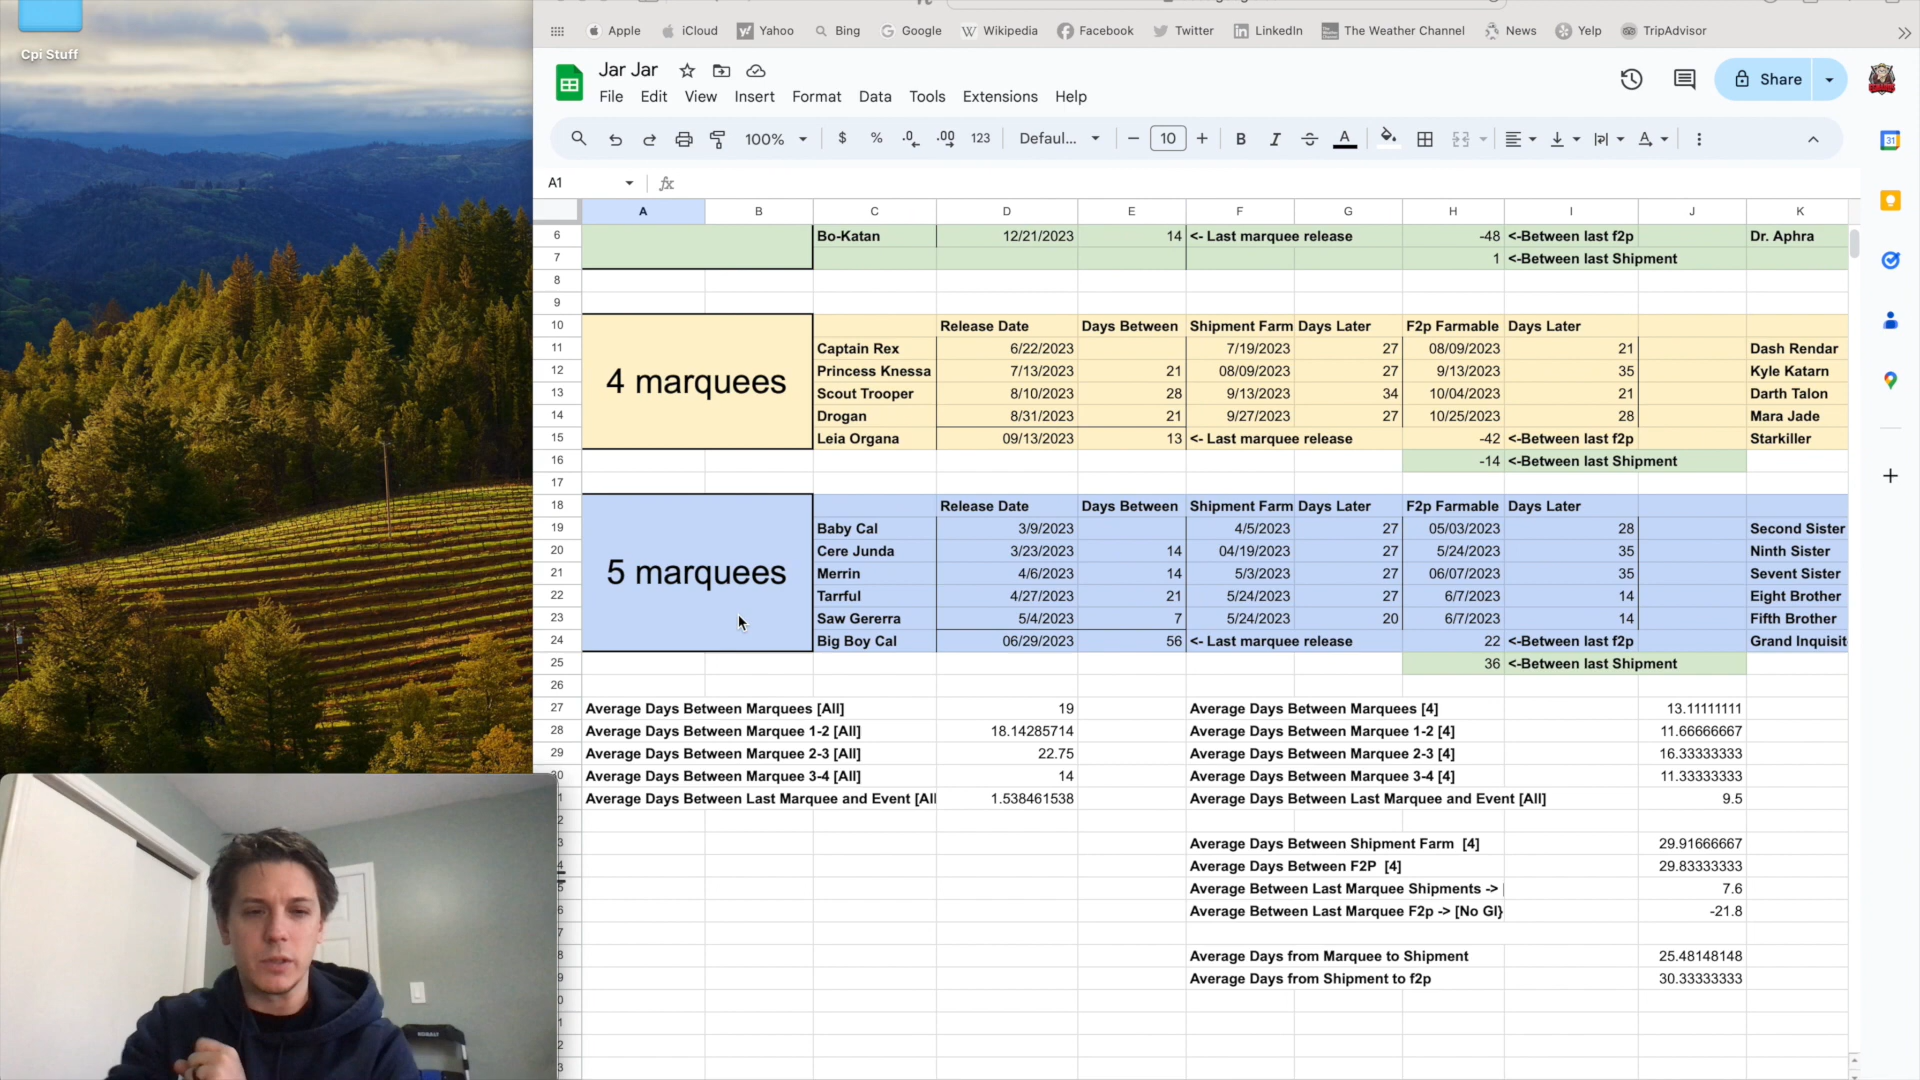 Cpi Stuff
Apple iCloud Yahoo Bing Google Wikipedia Facebook Twitter LinkedIn The Weather Channel News Yelp TripAdvisor
Jar Jar
Share
File Edit View Insert Format Data Tools Extensions Help
100% $ % .0 .00 123 Defaul... 10 B I A
31
A1 fx
A B C D E F G H I J K
6 Bo-Katan 12/21/2023 14 <- Last marquee release -48 <-Between last f2p Dr. Aphra
7 1 <-Between last Shipment
8
9
10 Release Date Days Between Shipment Farm Days Later F2p Farmable Days Later
11 Captain Rex 6/22/2023 7/19/2023 27 08/09/2023 21 Dash Rendar
12 Princess Knessa 7/13/2023 21 08/09/2023 27 9/13/2023 35 Kyle Katarn
4 marquees
13 Scout Trooper 8/10/2023 28 9/13/2023 34 10/04/2023 21 Darth Talon
14 Drogan 8/31/2023 21 9/27/2023 27 10/25/2023 28 Mara Jade
15 Leia Organa 09/13/2023 13 <- Last marquee release -42 <-Between last f2p Starkiller
16 -14 <-Between last Shipment
17
18 Release Date Days Between Shipment Farm Days Later F2p Farmable Days Later
19 Baby Cal 3/9/2023 4/5/2023 27 05/03/2023 28 Second Sister
20 Cere Junda 3/23/2023 14 04/19/2023 27 5/24/2023 35 Ninth Sister
21 5 marquees Merrin 4/6/2023 14 5/3/2023 27 06/07/2023 35 Sevent Sister
22 Tarrful 4/27/2023 21 5/24/2023 27 6/7/2023 14 Eight Brother
23 Saw Gererra 5/4/2023 7 5/24/2023 20 6/7/2023 14 Fifth Brother
24 Big Boy Cal 06/29/2023 56 <- Last marquee release 22 <-Between last f2p Grand Inquisit
25 36 <-Between last Shipment
26
27 Average Days Between Marquees [All] 19 Average Days Between Marquees [4] 13.11111111
28 Average Days Between Marquee 1-2 [All] 18.14285714 Average Days Between Marquee 1-2 [4] 11.66666667
29 Average Days Between Marquee 2-3 [All] 22.75 Average Days Between Marquee 2-3 [4] 16.33333333
30 Average Days Between Marquee 3-4 [All] 14 Average Days Between Marquee 3-4 [4] 11.33333333
1 Average Days Between Last Marquee and Event [All 1.538461538 Average Days Between Last Marquee and Event [All] 9.5
2
3 Average Days Between Shipment Farm [4] 29.91666667
4 Average Days Between F2P [4] 29.83333333
5 Average Between Last Marquee Shipments -> 7.6
6 Average Between Last Marquee F2p -> [No Gl} -21.8
7
8 Average Days from Marquee to Shipment 25.48148148
9 Average Days from Shipment to f2p 30.33333333
0
1
2
3